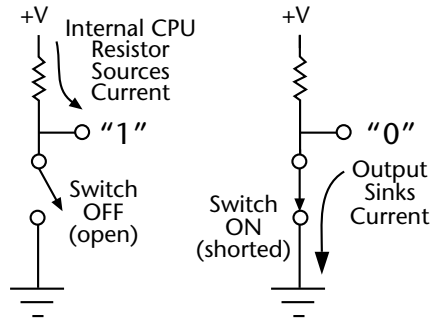 +V
Internal CPU
Resistor
Sources
Current
"1"
Switch
OFF
(open)
+V
"0"
Output
Sinks
Current
Switch
ON
(shorted)